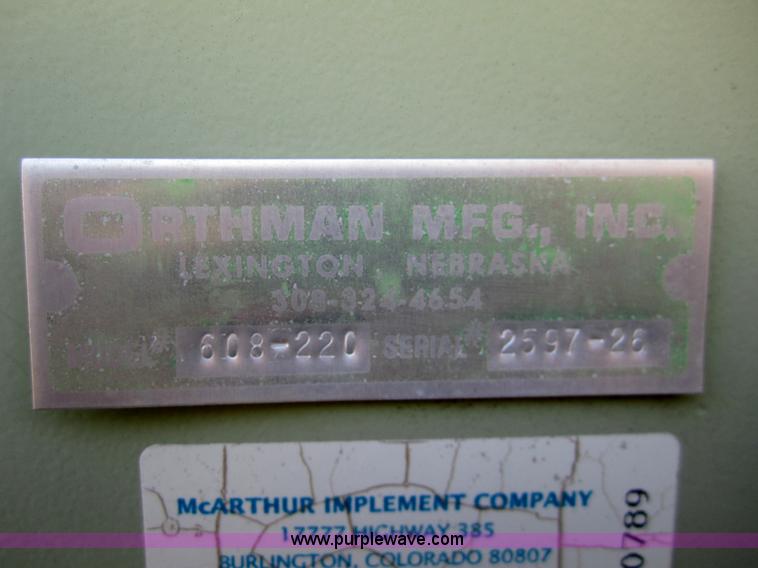 ORTHMAN MFG., INC.
LEXINGTON NEBRASKA
308-324-4654
608-220 SERIAL# 2597-26
McARTHUR IMPLEMENT COMPANY
17777 HIGHWAY 385
BURLINGTON, COLORADO 80807
0789
www.purplewave.com